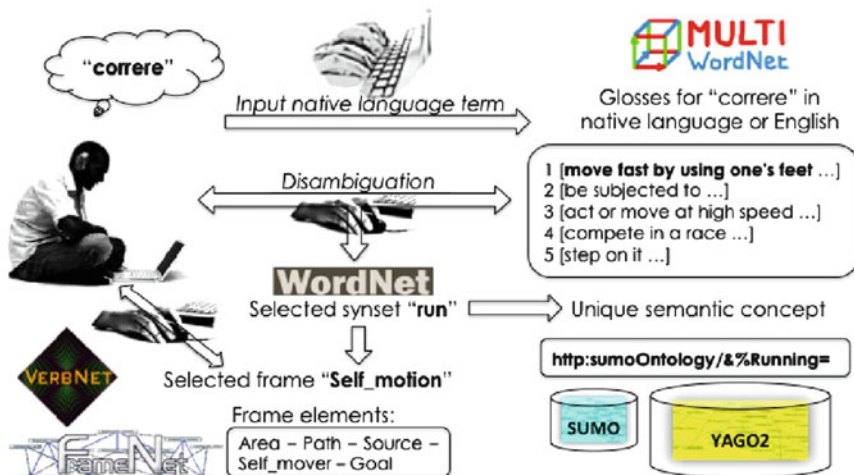 "correre"
MULTI
WordNet
Input native language term
Glosses for "correre" in
native language or English
Disambiguation
1 [move fast by using one's feet ...]
2 [be subjected to ...]
3 [act or move at high speed ...]
4 [compete in a race ...]
5 [step on it ...]
WordNet
Selected synset "run"
Unique semantic concept
VERBNET
Selected frame "Self_motion"
http:sumoOntology/&%Running=
FrameNet
Frame elements:
Area – Path – Source –
Self_mover – Goal
SUMO
YAGO2